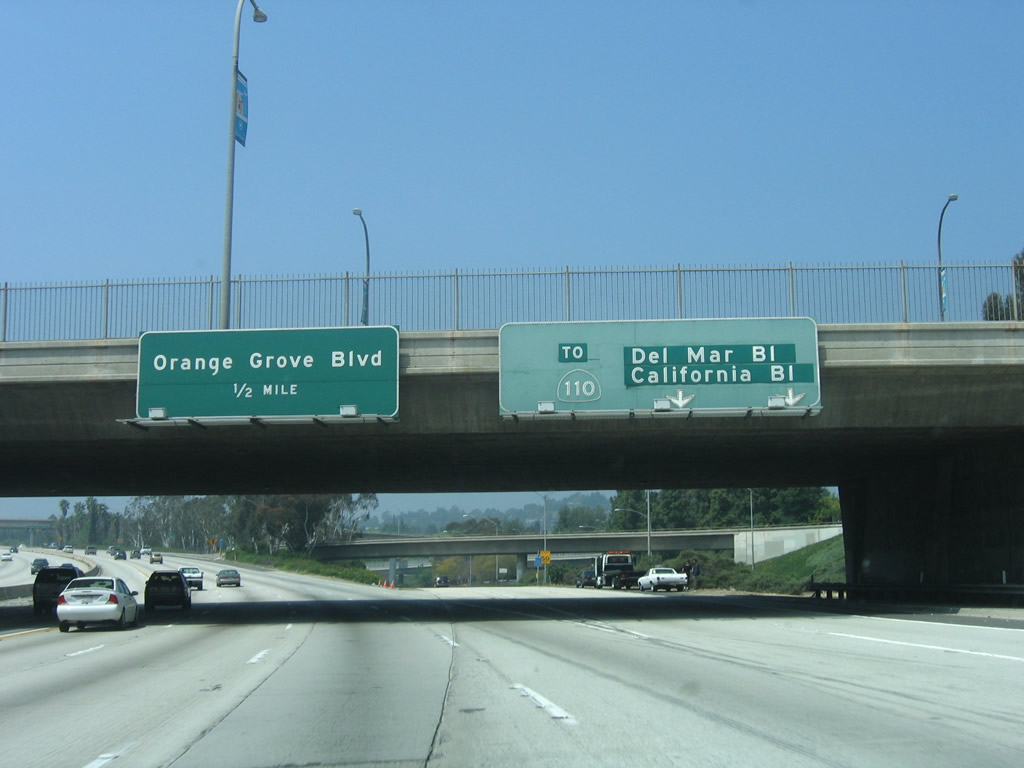 Orange Grove Blvd
1/2 MILE
TO
110
Del Mar Bl
California Bl